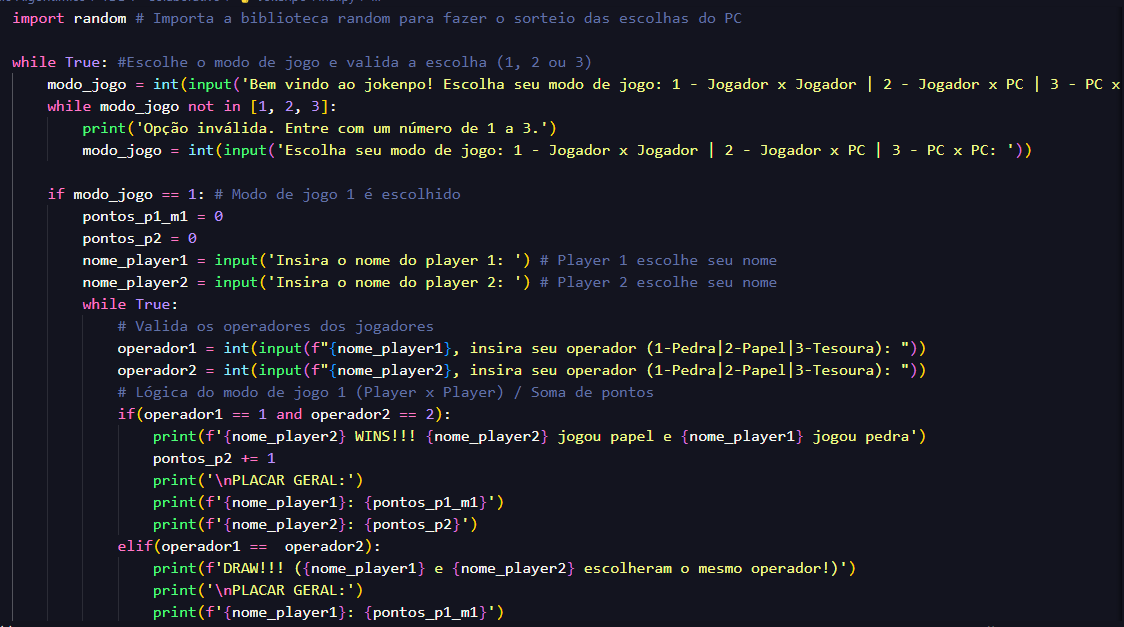 import random # Importa a biblioteca random para fazer o sorteio das escolhas do PC
while True: #Escolhe o modo de jogo e valida a escolha (1, 2 ou 3)
modo_jogo = int(input('Bem vindo ao jokenpo! Escolha seu modo de jogo: 1 - Jogador x Jogador | 2 - Jogador x PC | 3 - PC x
while modo_jogo not in [1, 2, 3]:
print('Opção inválida. Entre com um número de 1 a 3.')
modo_jogo = int(input('Escolha seu modo de jogo: 1 - Jogador x Jogador | 2 - Jogador x PC | 3 - PC x PC: '))
if modo_jogo == 1: # Modo de jogo 1 é escolhido
pontos_p1_m1 = 0
pontos_p2 = 0
nome_player1 = input('Insira o nome do player 1: ') # Player 1 escolhe seu nome
nome_player2 = input('Insira o nome do player 2: ') # Player 2 escolhe seu nome
while True:
# Valida os operadores dos jogadores
operador1 = int(input(f"{nome_player1}, insira seu operador (1-Pedra|2-Papel|3-Tesoura): "))
operador2 = int(input(f"{nome_player2}, insira seu operador (1-Pedra|2-Papel|3-Tesoura): "))
# Lógica do modo de jogo 1 (Player x Player) / Soma de pontos
if(operador1 == 1 and operador2 == 2):
print(f'{nome_player2} WINS!!! {nome_player2} jogou papel e {nome_player1} jogou pedra')
pontos_p2 += 1
print('\nPLACAR GERAL:')
print(f'{nome_player1}: {pontos_p1_m1}')
print(f'{nome_player2}: {pontos_p2}')
elif(operador1 ==  operador2):
print(f'DRAW!!! ({nome_player1} e {nome_player2} escolheram o mesmo operador!)')
print('\nPLACAR GERAL:')
print(f'{nome_player1}: {pontos_p1_m1}')